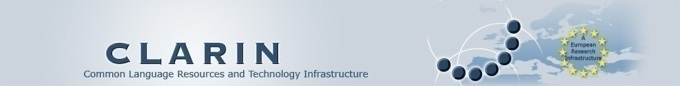 CLARIN
Common Language Resources and Technology Infrastructure
A
European
Research
Infrastructure